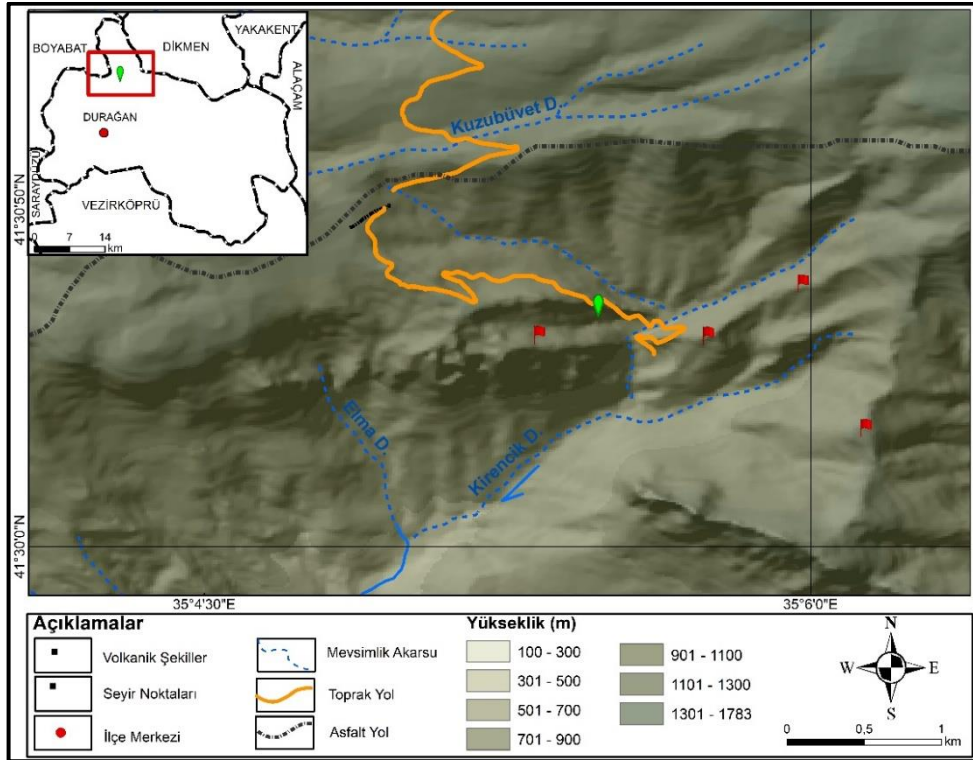 BOYABAT
DİKMEN
YAKAKENT
ALAÇAM
DURAĞAN
SARAYDÜZÜ
VEZİRKÖPRÜ
0 7 14
km
Kuzubüvet D.
Elma D.
Kirencik D.
41°30'50"N
41°30'0"N
35°4'30"E
35°6'0"E
Açıklamalar
Volkanik Şekiller
Seyir Noktaları
İlçe Merkezi
Mevsimlik Akarsu
Toprak Yol
Asfalt Yol
Yükseklik (m)
100 - 300
301 - 500
501 - 700
701 - 900
901 - 1100
1101 - 1300
1301 - 1783
N
W E
S
0 0,5 1
km